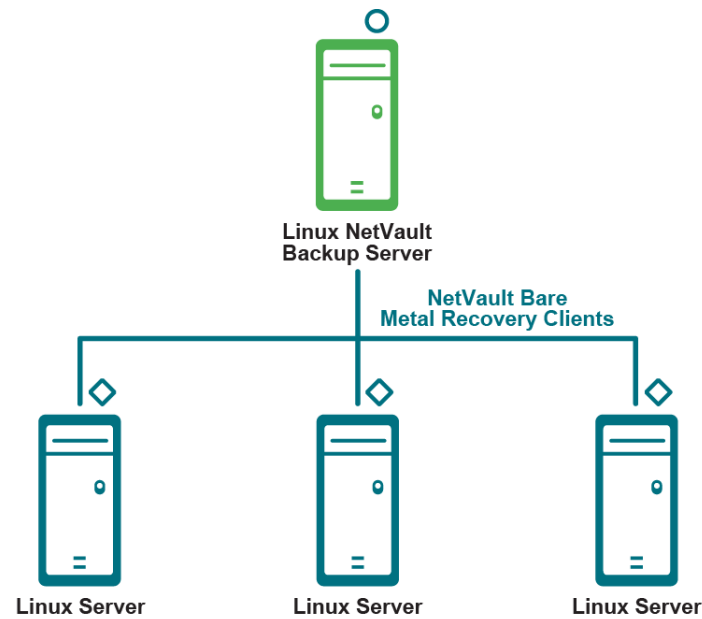 Linux NetVault
Backup Server
NetVault Bare
Metal Recovery Clients
Linux Server
Linux Server
Linux Server